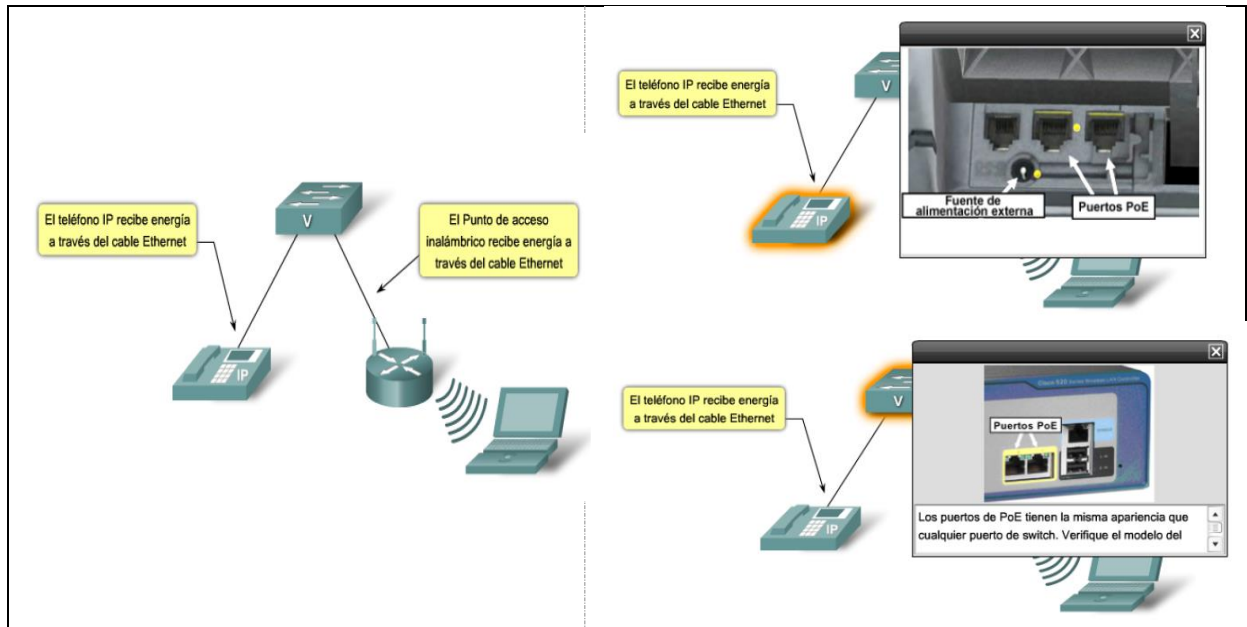 El teléfono IP recibe energía
a través del cable Ethernet
V
El Punto de acceso
inalámbrico recibe energía a
través del cable Ethernet
IP
El teléfono IP recibe energía
a través del cable Ethernet
V
IP
Fuente de
alimentación externa
Puertos PoE
El teléfono IP recibe energía
a través del cable Ethernet
V
IP
Puertos PoE
Los puertos de PoE tienen la misma apariencia que
cualquier puerto de switch. Verifique el modelo del